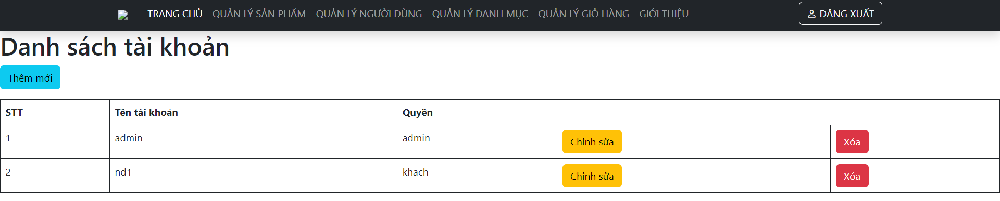 TRANG CHỦ QUẢN LÝ SẢN PHẨM QUẢN LÝ NGƯỜI DÙNG QUẢN LÝ DANH MỤC QUẢN LÝ GIỎ HÀNG GIỚI THIỆU ĐĂNG XUẤT
Danh sách tài khoản
Thêm mới
STT Tên tài khoản Quyền
1 admin admin Chỉnh sửa Xóa
2 nd1 khach Chỉnh sửa Xóa